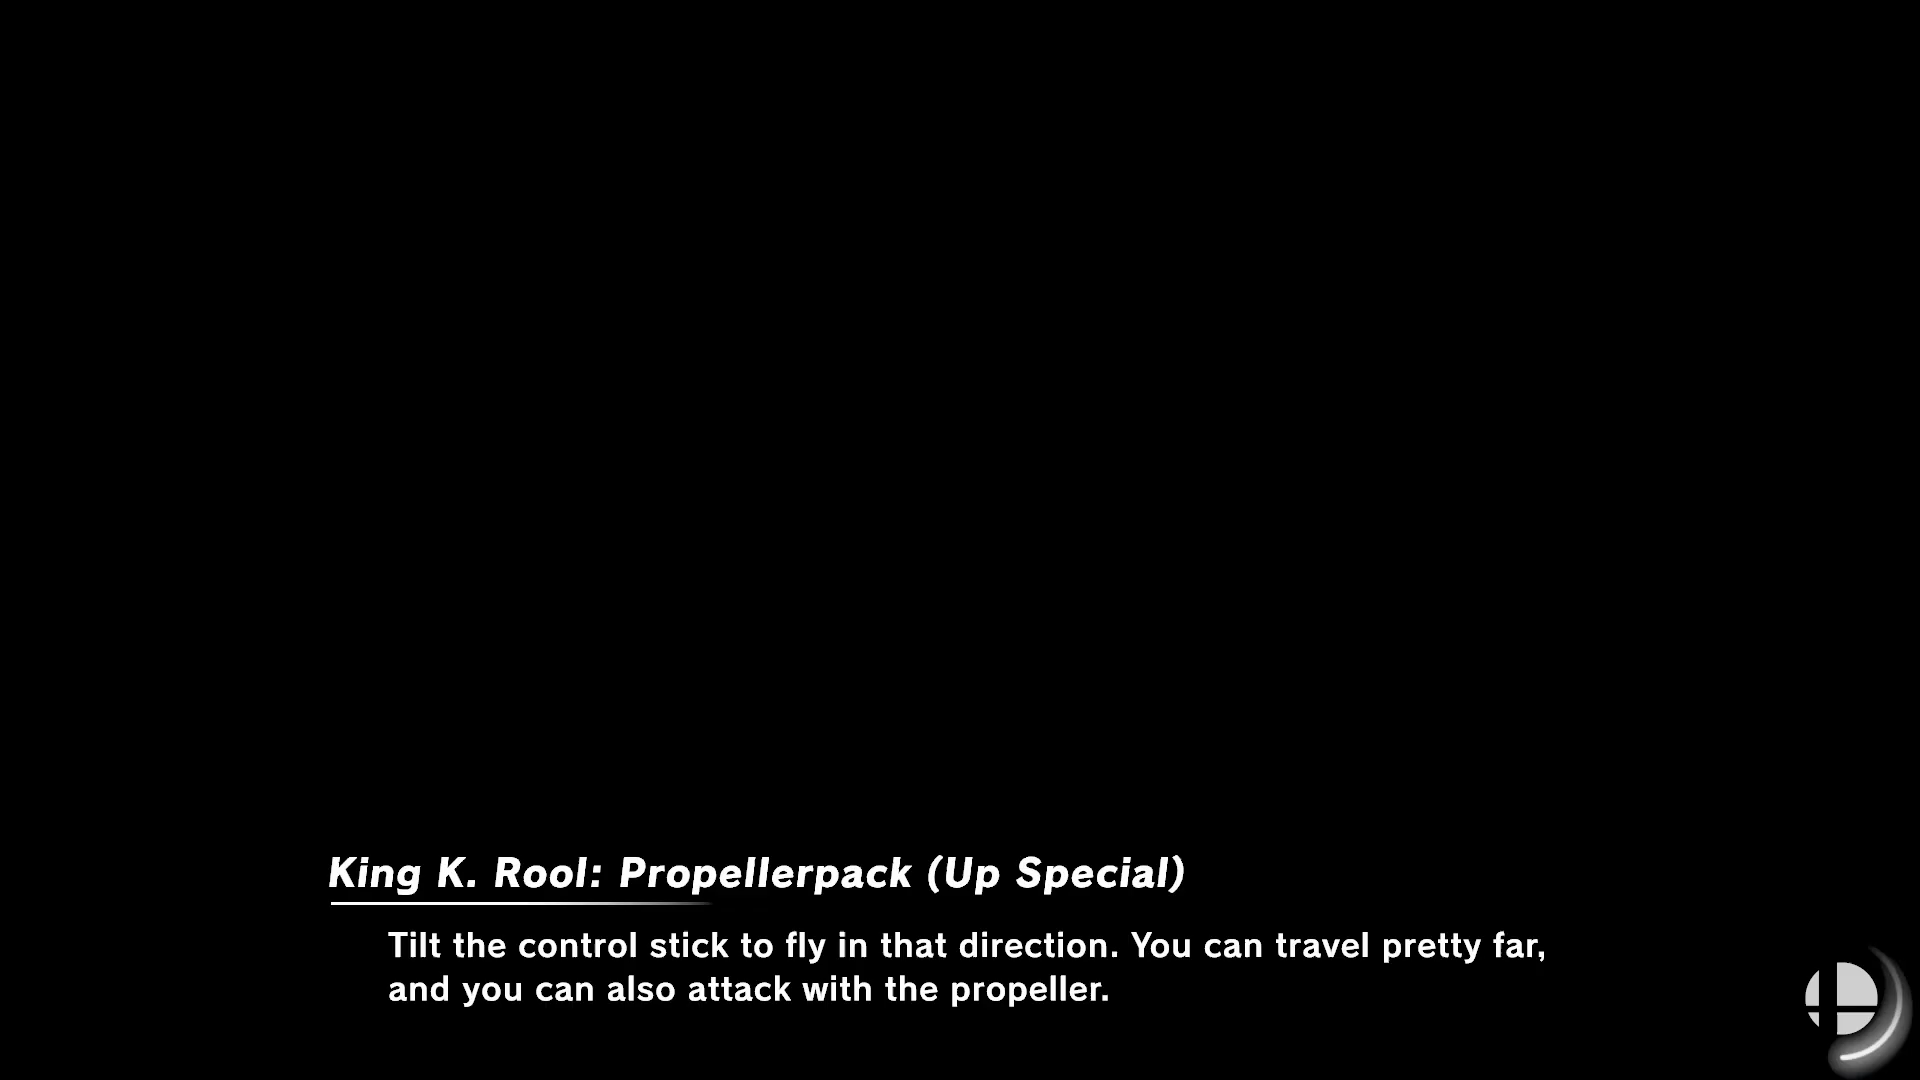 King K. Rool: Propellerpack (Up Special)
Tilt the control stick to fly in that direction. You can travel pretty far,
and you can also attack with the propeller.